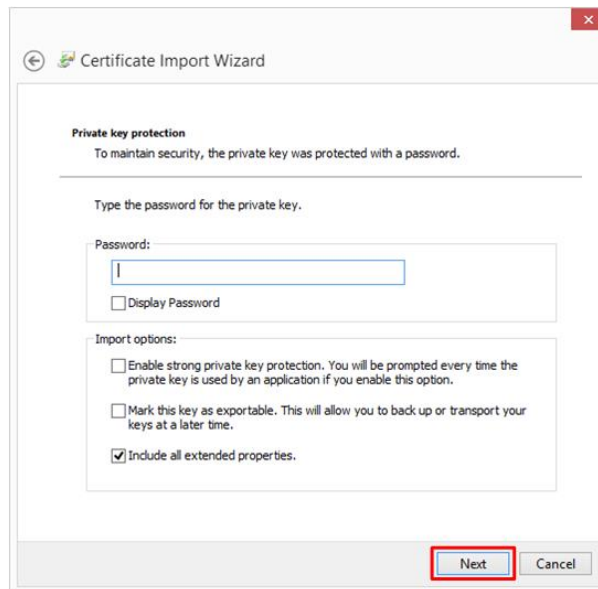 Certificate Import Wizard
Private key protection
To maintain security, the private key was protected with a password.
Type the password for the private key.
Password:
Display Password
Import options:
Enable strong private key protection. You will be prompted every time the
private key is used by an application if you enable this option.
Mark this key as exportable. This will allow you to back up or transport your
keys at a later time.
Include all extended properties.
Next Cancel